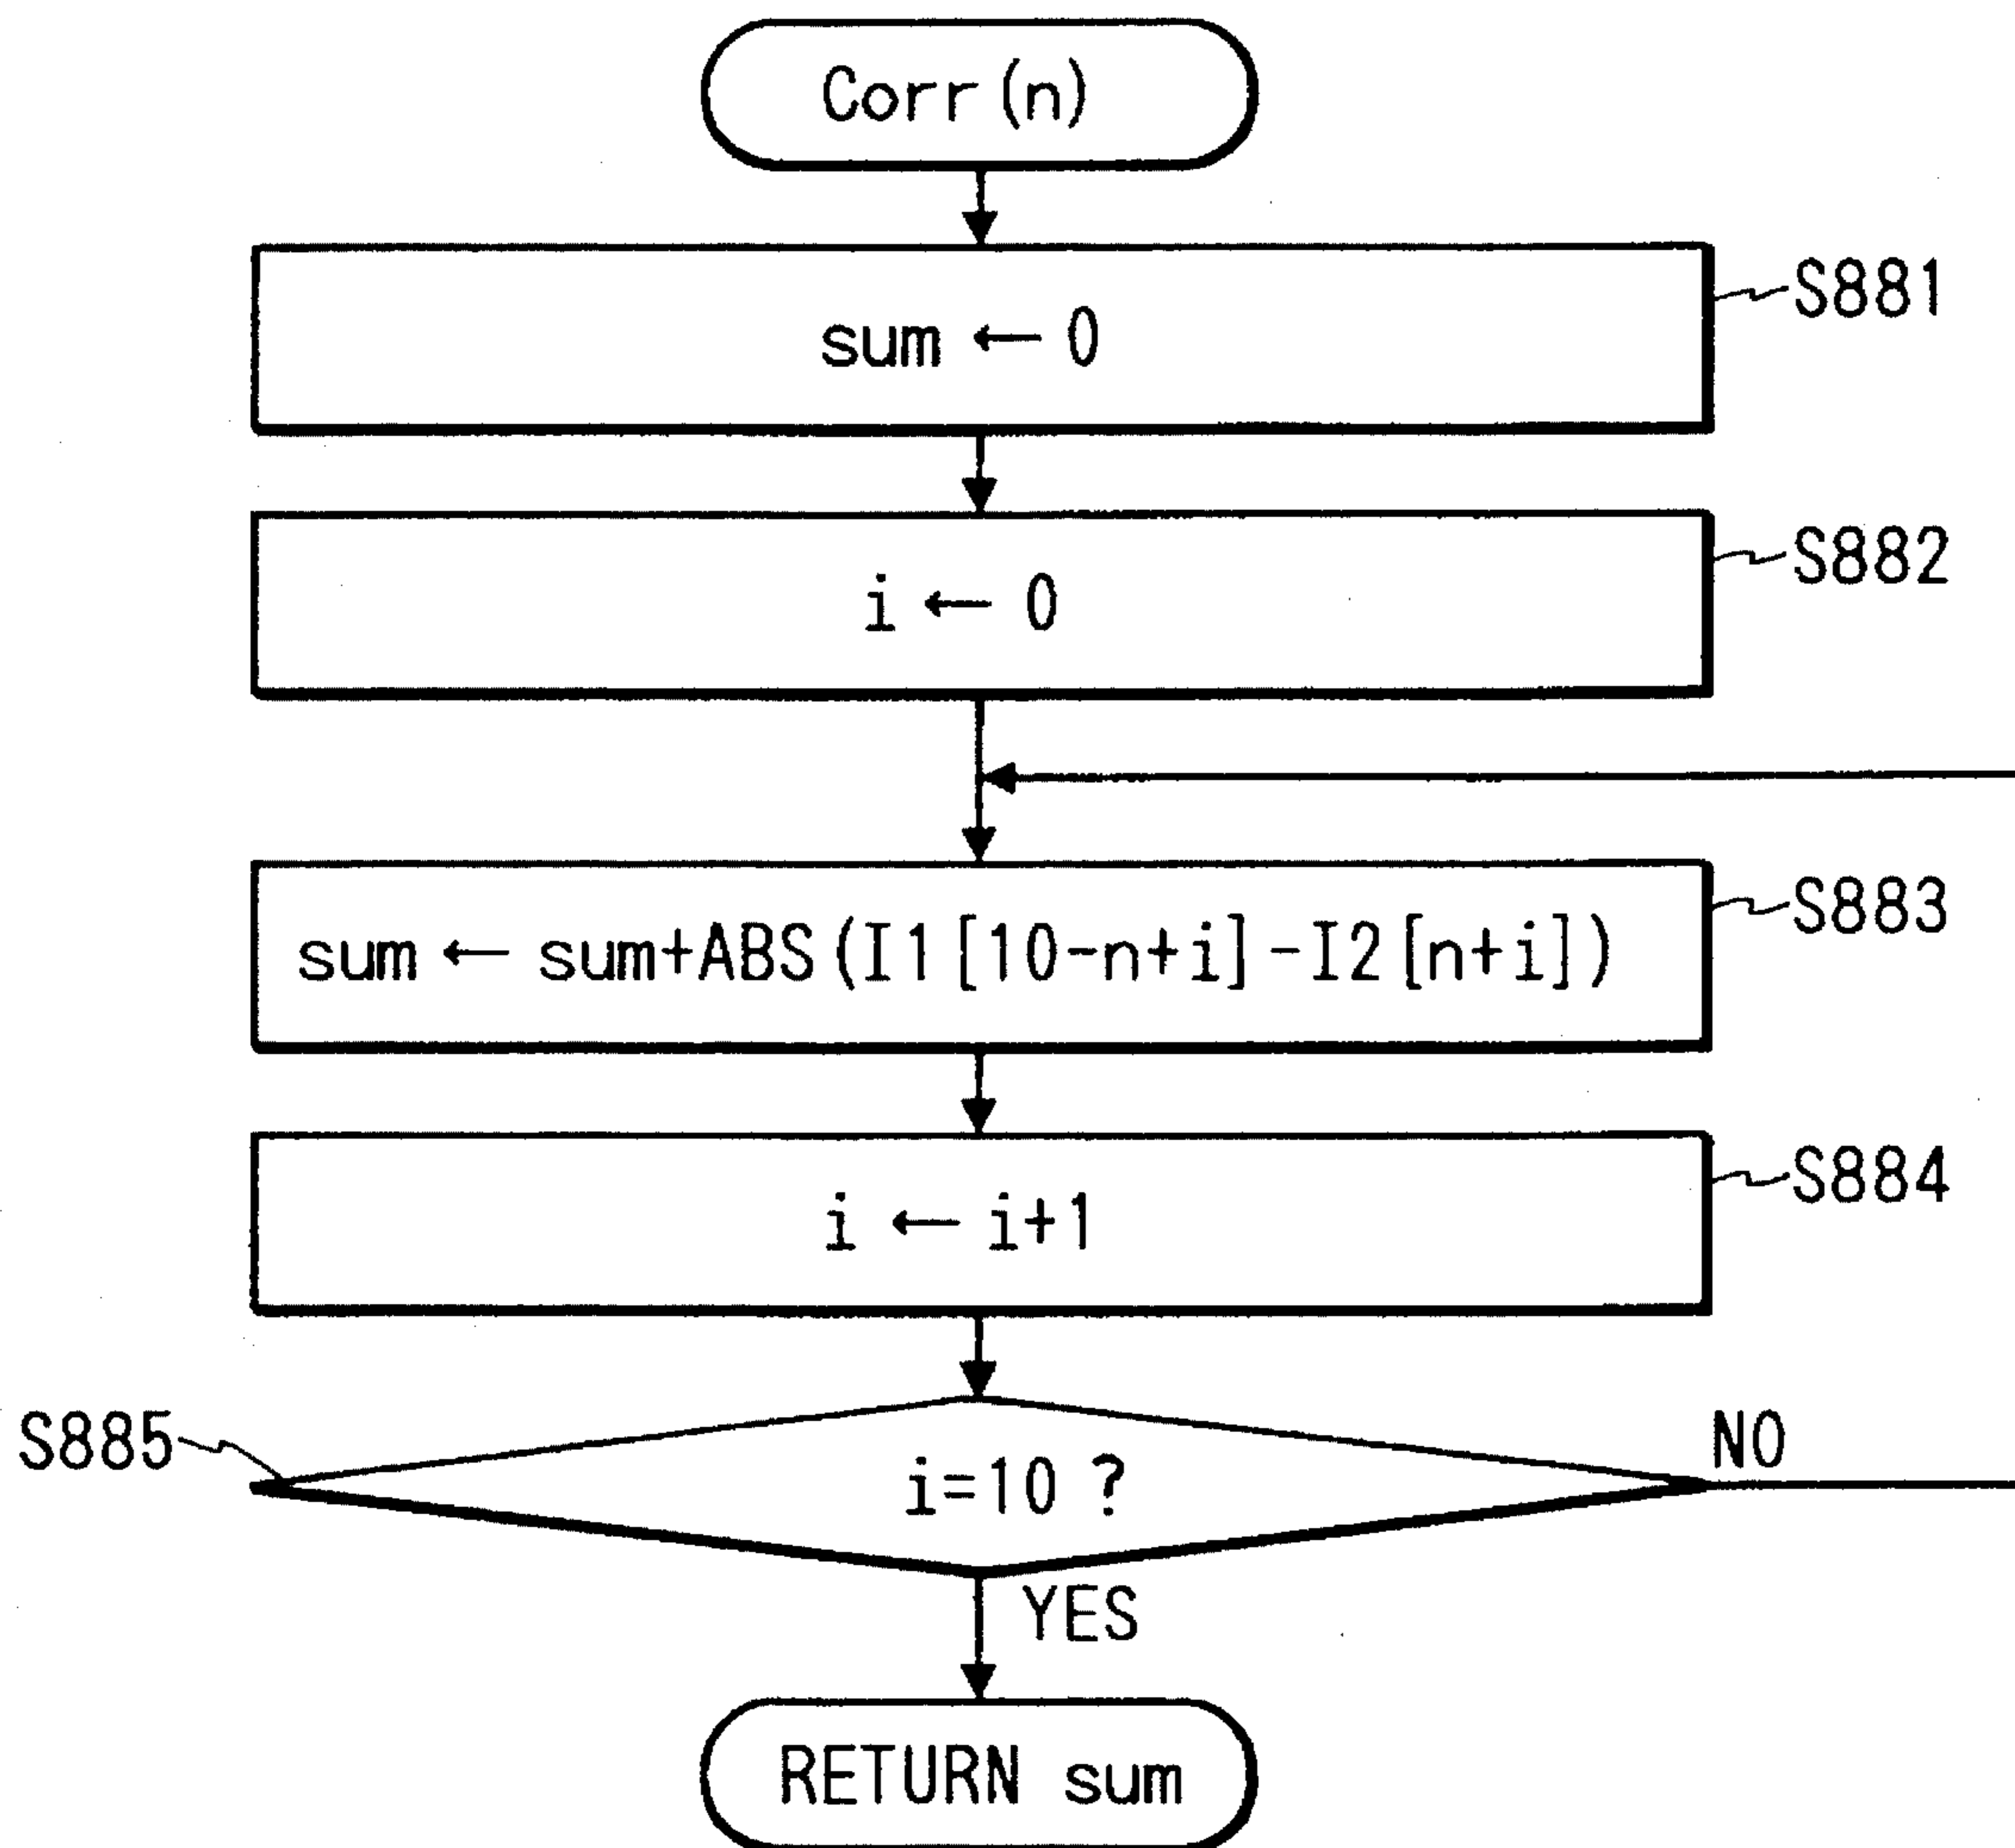 Corr(n)
sum ← 0
S881
i ← 0
S882
sum ← sum+ABS(I1[10-n+i]-I2[n+i])
S883
i ← i+1
S884
S885
i=10 ?
NO
YES
RETURN sum